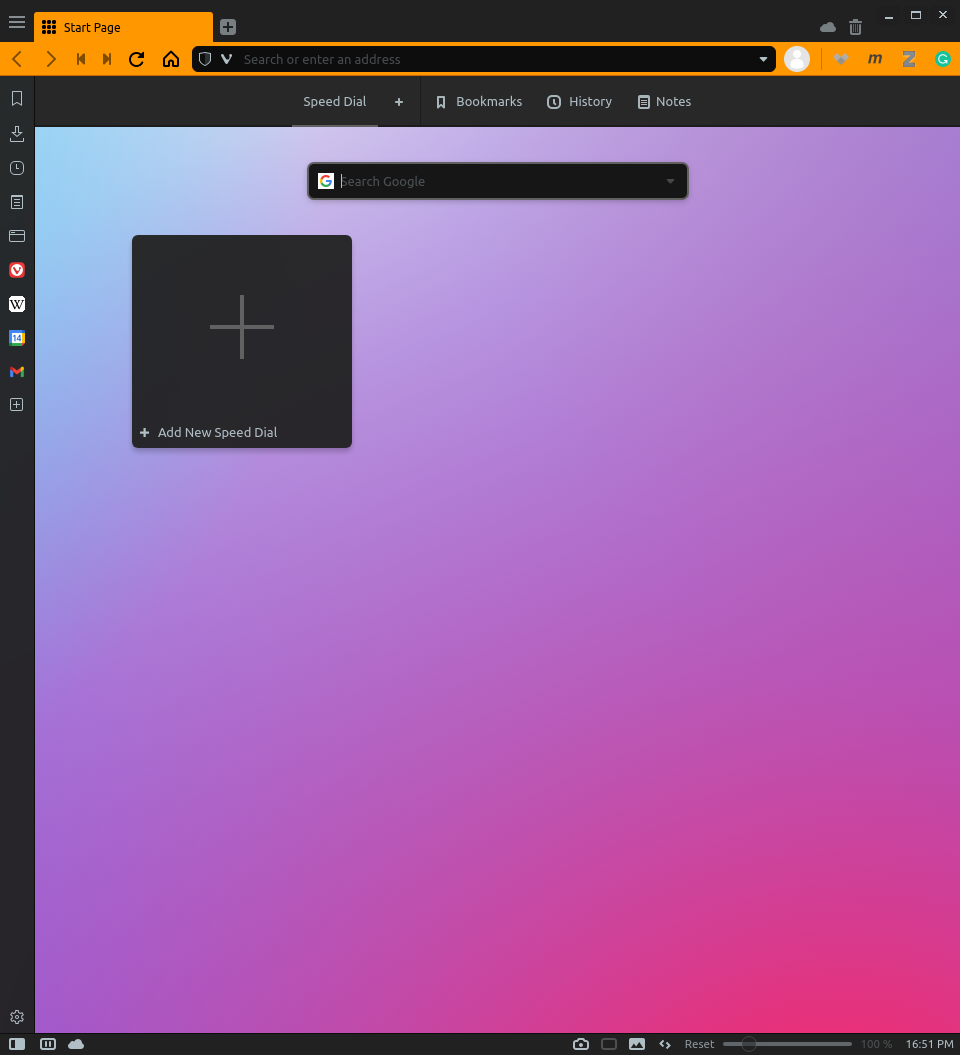 Start Page
Search or enter an address
m
Z
G
Speed Dial
Bookmarks
History
Notes
G Search Google
W
14
Add New Speed Dial
Reset
100 %
16:51 PM